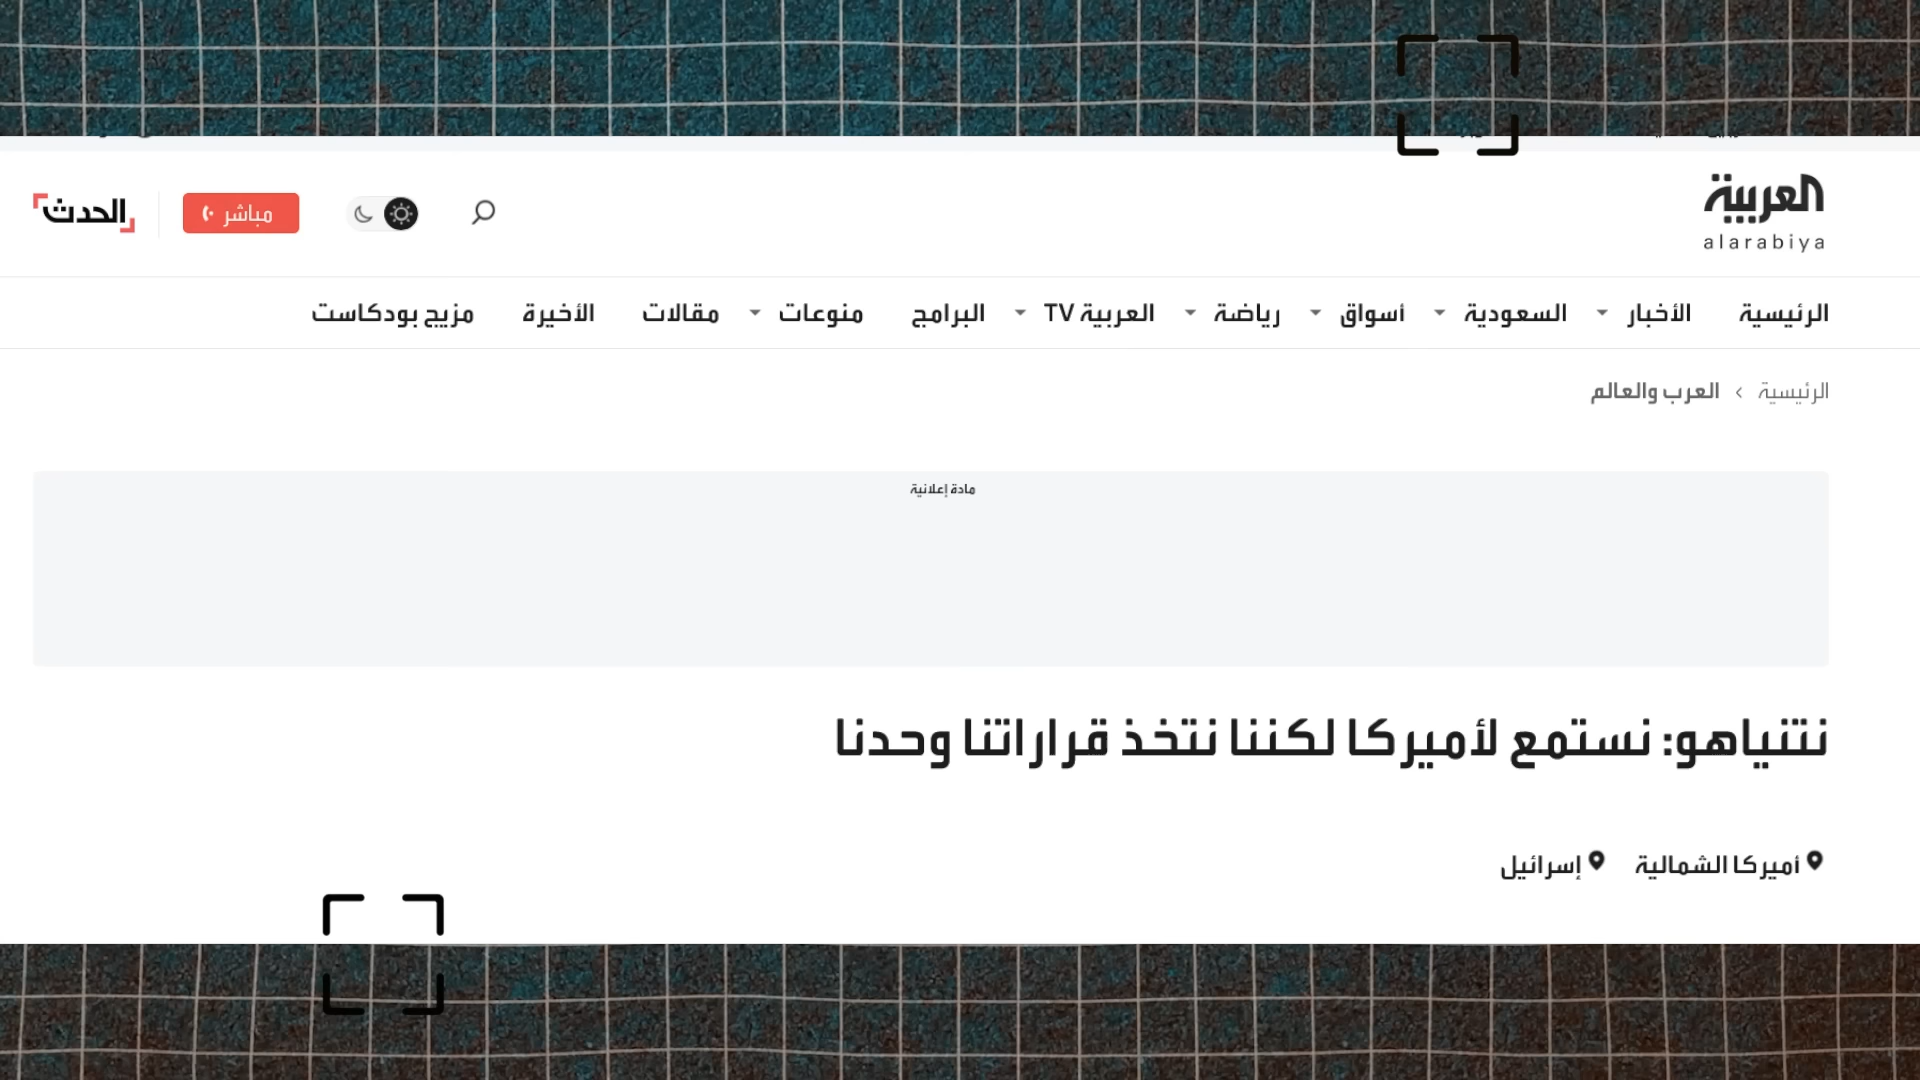 العربية
alarabiya
مباشر
الحدث
الرئيسية الأخبار السعودية أسواق رياضة العربية TV البرامج منوعات مقالات الأخيرة مزيج بودكاست
الرئيسية › العرب والعالم
مادة إعلانية
نتنياهو: نستمع لأميركا لكننا نتخذ قراراتنا وحدنا
أميركا الشمالية إسرائيل